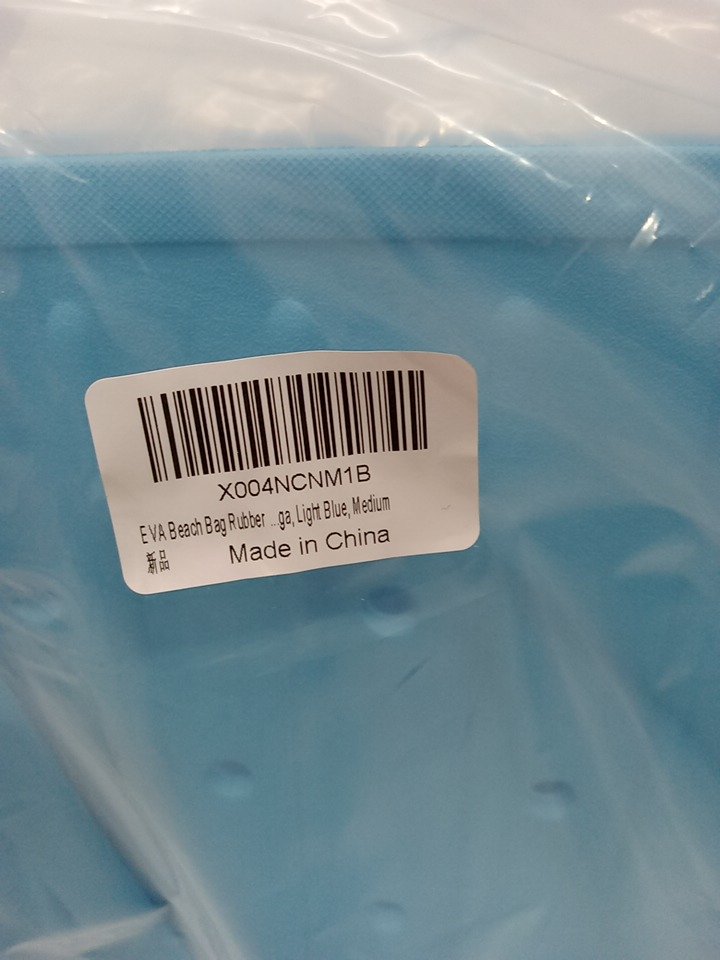 X004NCNM1B
EVA Beach Bag Rubber ...ga, Light Blue, Medium
新品
Made in China